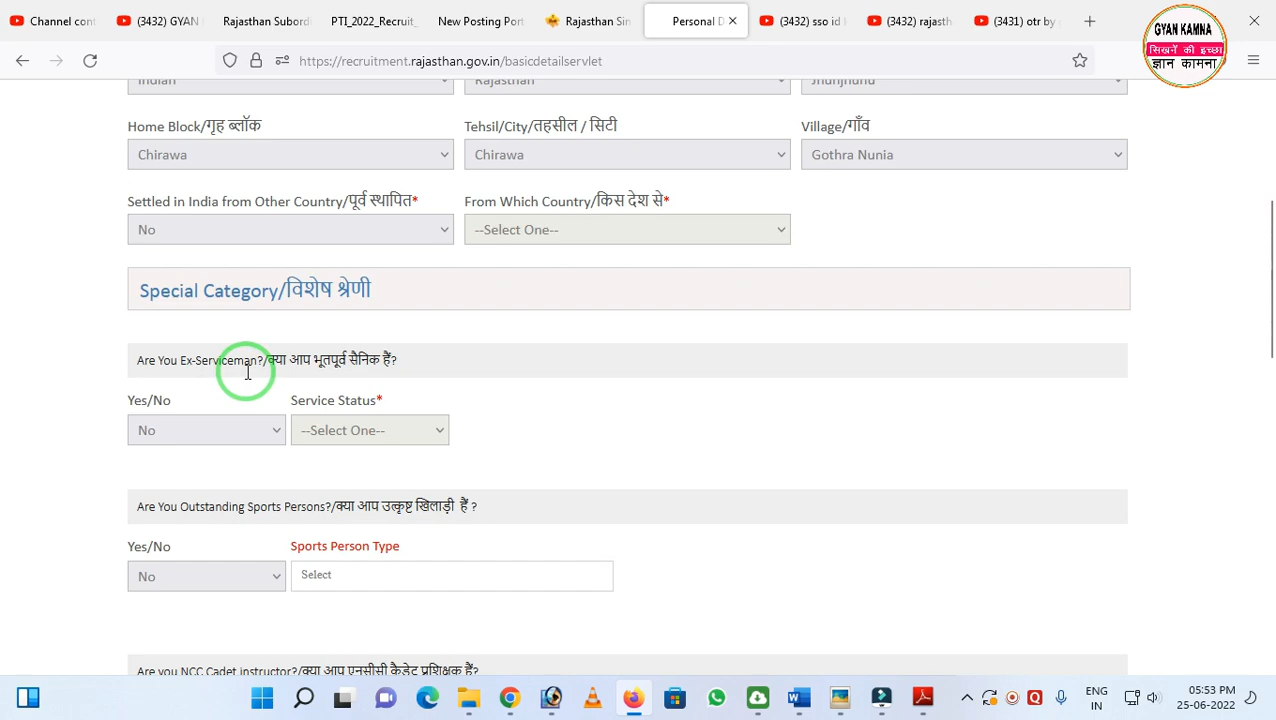 Channel cont
(3432) GYAN
Rajasthan Subord
PTI_2022_Recruit_
New Posting Port
Rajasthan Sin
Personal D
(3432) sso id
(3432) rajasth
(3431) otr by
GYAN KAMNA
सिखनें की इच्छा
ज्ञान कामना
https://recruitment.rajasthan.gov.in/basicdetailservlet
Indian Rajasthan Jhunjhunu
Home Block/गृह ब्लॉक Tehsil/City/तहसील / सिटी Village/गाँव
Chirawa Chirawa Gothra Nunia
Settled in India from Other Country/पूर्व स्थापित* From Which Country/किस देश से*
No --Select One--
Special Category/विशेष श्रेणी
Are You Ex-Serviceman?/क्या आप भूतपूर्व सैनिक हैं?
Yes/No Service Status*
No --Select One--
Are You Outstanding Sports Persons?/क्या आप उत्कृष्ट खिलाड़ी हैं ?
Yes/No Sports Person Type
No Select
Are you NCC Cadet instructor?/क्या आप एनसीसी कैडेट प्रशिक्षक हैं?
ENG 05:53 PM
IN 25-06-2022